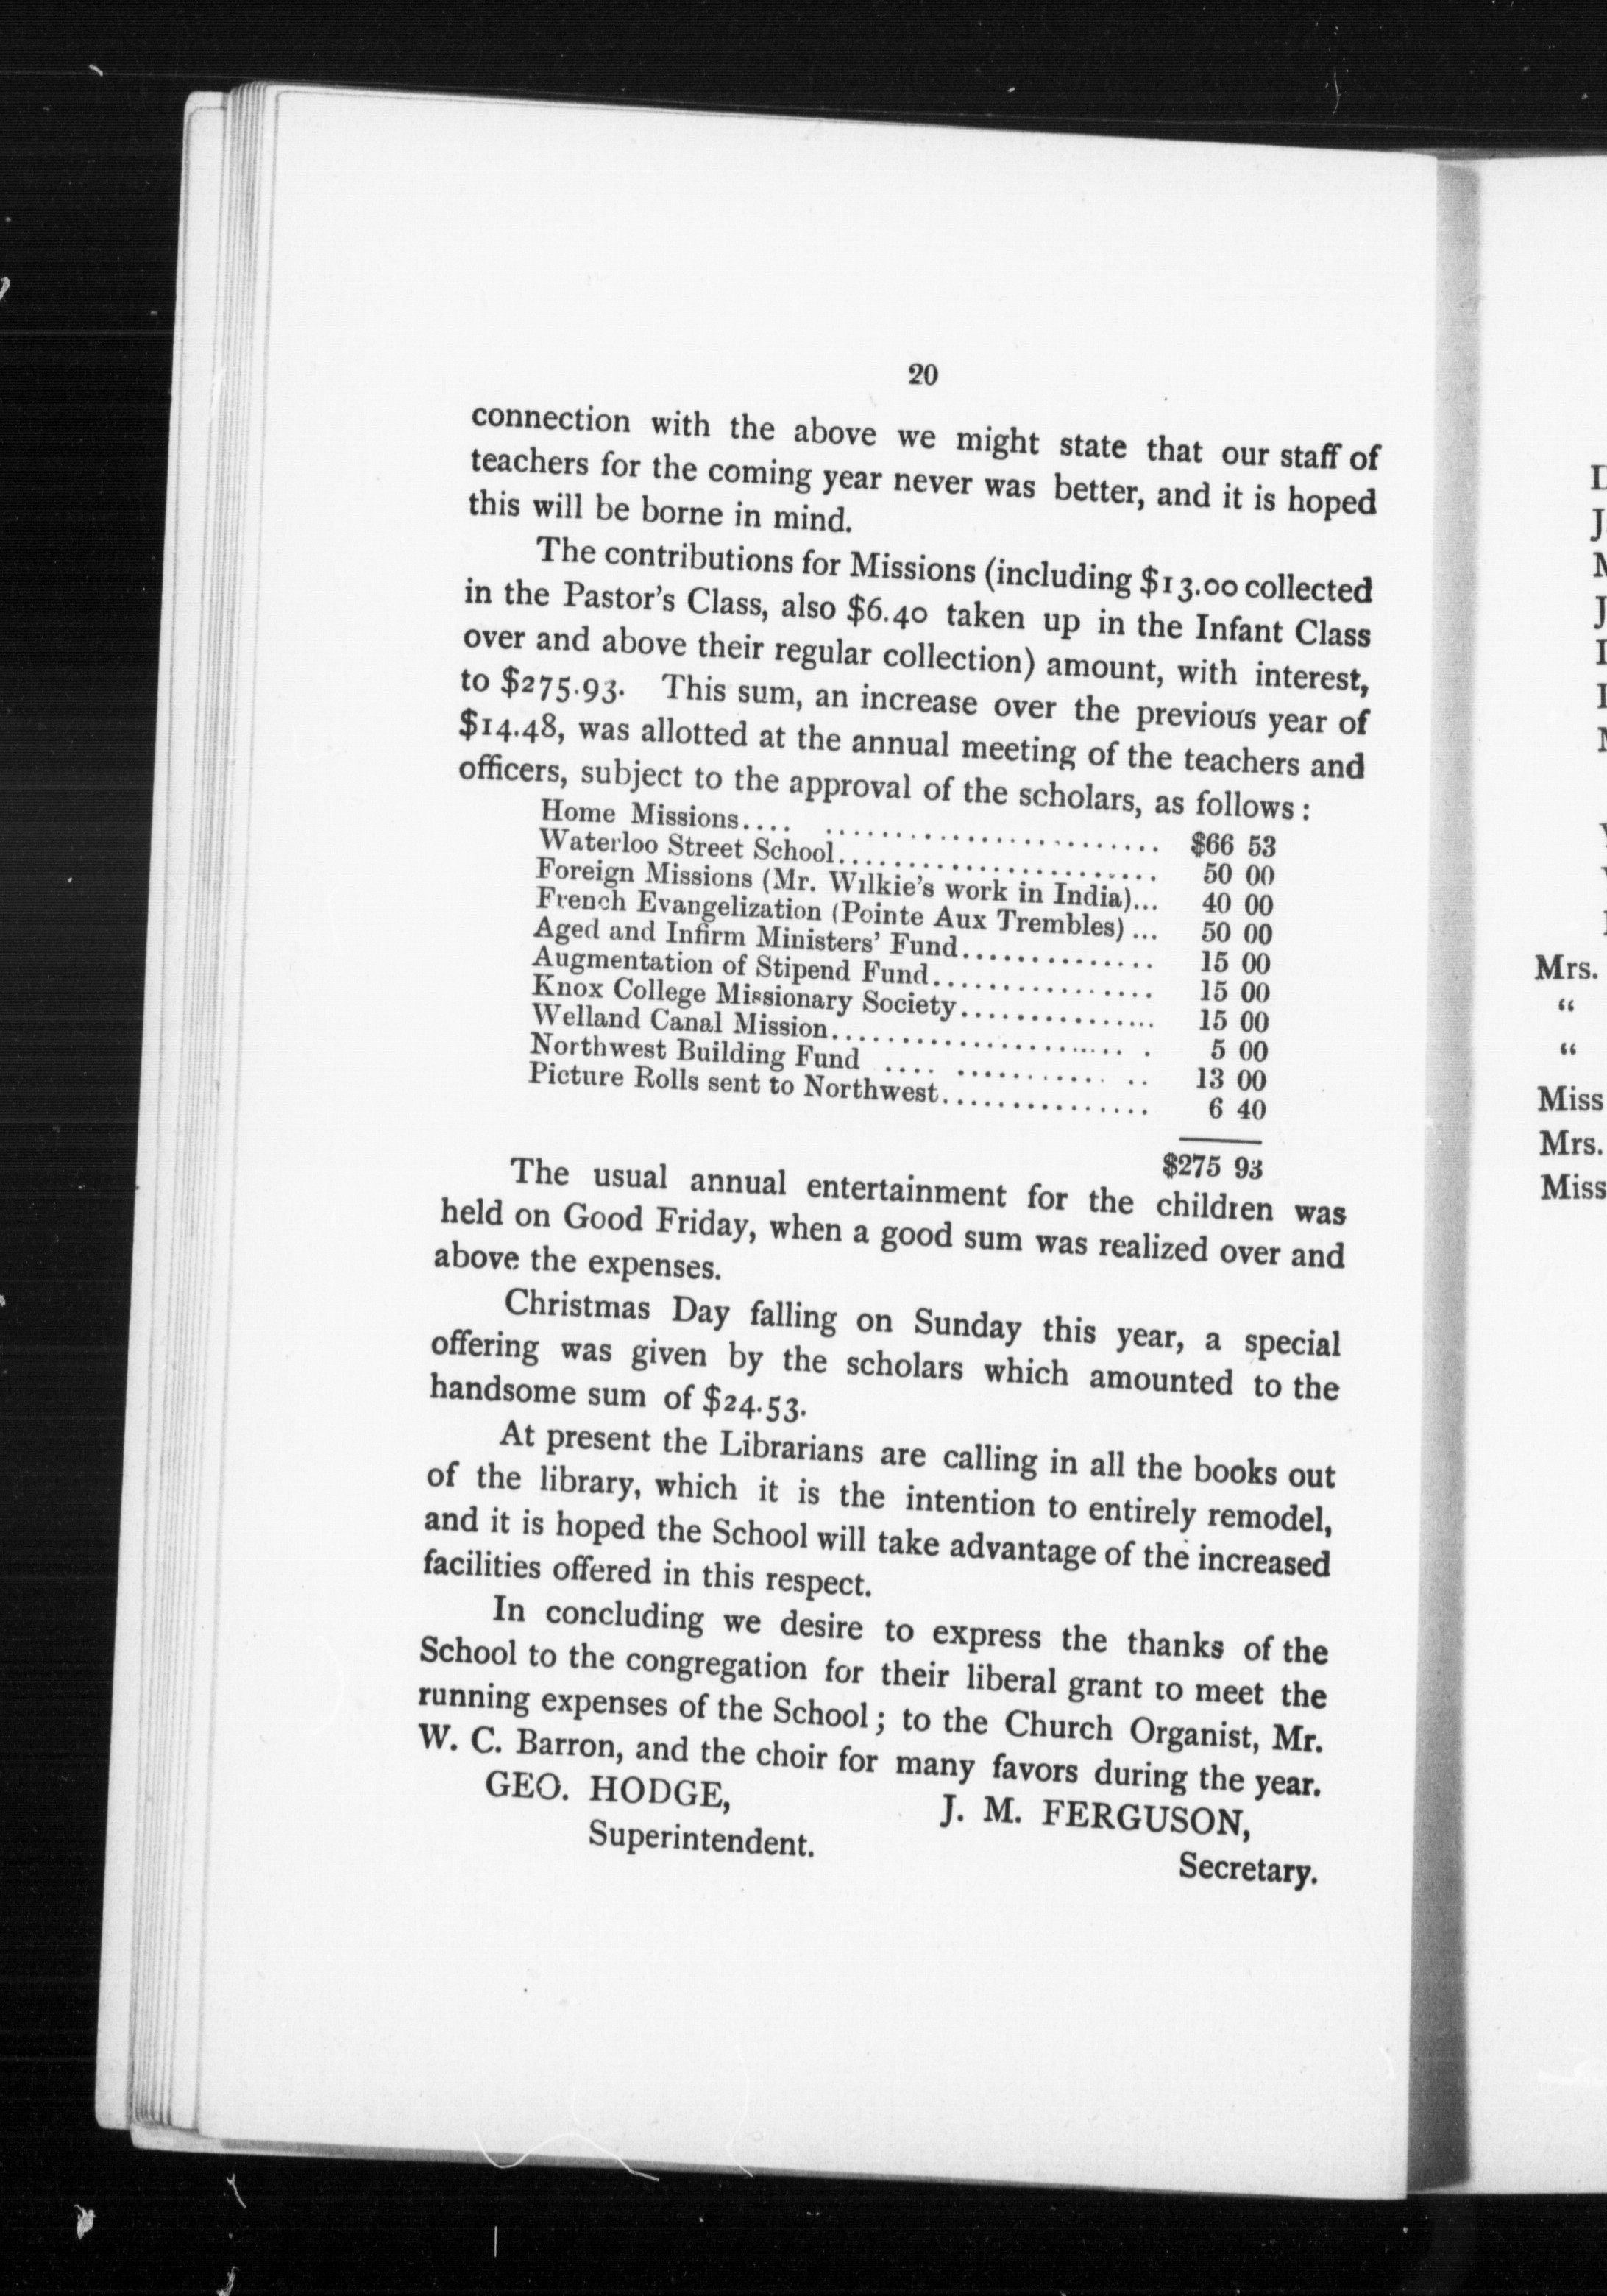 20
connection with the above we might state that our staff of
teachers for the coming year never was better, and it is hoped
this will be borne in mind.
The contributions for Missions (including $13.00 collected
in the Pastor's Class, also $6.40 taken up in the Infant Class
over and above their regular collection) amount, with interest,
to $275.93. This sum, an increase over the previous year of
$14.48, was allotted at the annual meeting of the teachers and
officers, subject to the approval of the scholars, as follows:
Home Missions.... ........................ $66 53
Waterloo Street School........................ 50 00
Foreign Missions (Mr. Wilkie's work in India)... 40 00
French Evangelization (Pointe Aux Trembles) ... 50 00
Aged and Infirm Ministers' Fund.............. 15 00
Augmentation of Stipend Fund................ 15 00
Knox College Missionary Society............... 15 00
Welland Canal Mission..................... . 5 00
Northwest Building Fund .... ............. .. 13 00
Picture Rolls sent to Northwest............... 6 40
$275 93
The usual annual entertainment for the children was
held on Good Friday, when a good sum was realized over and
above the expenses.
Christmas Day falling on Sunday this year, a special
offering was given by the scholars which amounted to the
handsome sum of $24.53.
At present the Librarians are calling in all the books out
of the library, which it is the intention to entirely remodel,
and it is hoped the School will take advantage of the increased
facilities offered in this respect.
In concluding we desire to express the thanks of the
School to the congregation for their liberal grant to meet the
running expenses of the School; to the Church Organist, Mr.
W. C. Barron, and the choir for many favors during the year.
GEO. HODGE,
Superintendent.
J. M. FERGUSON,
Secretary.
Mrs.
"
"
Miss
Mrs.
Miss